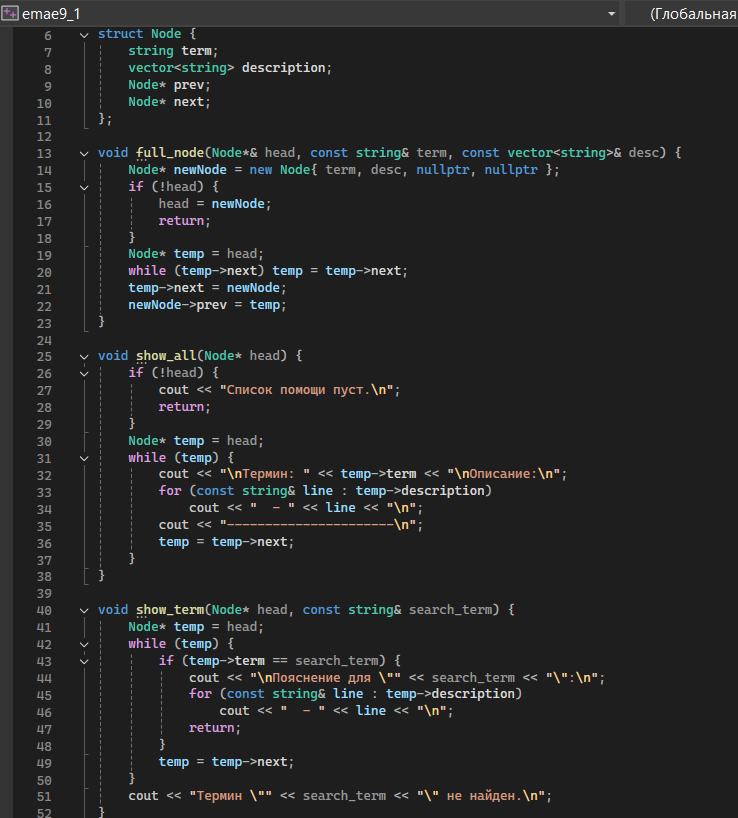 emae9_1 (Глобальная
6 struct Node {
7 string term;
8 vector<string> description;
9 Node* prev;
10 Node* next;
11 };
12
13 void full_node(Node*& head, const string& term, const vector<string>& desc) {
14 Node* newNode = new Node{ term, desc, nullptr, nullptr };
15 if (!head) {
16 head = newNode;
17 return;
18 }
19 Node* temp = head;
20 while (temp->next) temp = temp->next;
21 temp->next = newNode;
22 newNode->prev = temp;
23 }
24
25 void show_all(Node* head) {
26 if (!head) {
27 cout << "Список помощи пуст.\n";
28 return;
29 }
30 Node* temp = head;
31 while (temp) {
32 cout << "\nТермин: " << temp->term << "\nОписание:\n";
33 for (const string& line : temp->description)
34 cout << "  - " << line << "\n";
35 cout << "----------------------\n";
36 temp = temp->next;
37 }
38 }
39
40 void show_term(Node* head, const string& search_term) {
41 Node* temp = head;
42 while (temp) {
43 if (temp->term == search_term) {
44 cout << "\nПояснение для \"" << search_term << "\":\n";
45 for (const string& line : temp->description)
46 cout << "  - " << line << "\n";
47 return;
48 }
49 temp = temp->next;
50 }
51 cout << "Термин \"" << search_term << "\" не найден.\n";
52 }